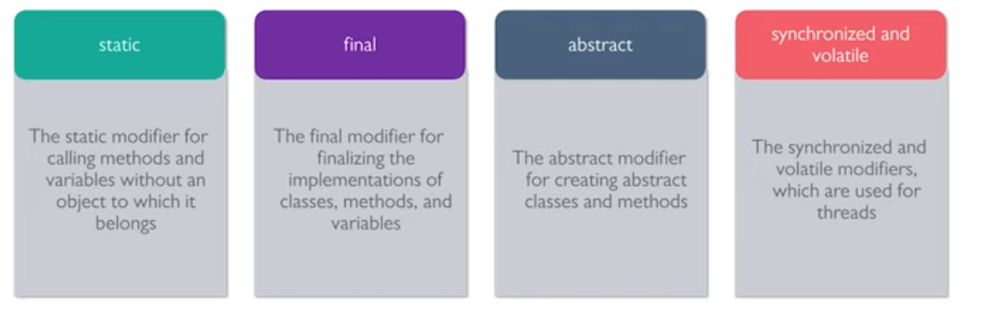 static
The static modifier for
calling methods and
variables without an
object to which it
belongs
final
The final modifier for
finalizing the
implementations of
classes, methods, and
variables
abstract
The abstract modifier
for creating abstract
classes and methods
synchronized and
volatile
The synchronized and
volatile modifiers,
which are used for
threads